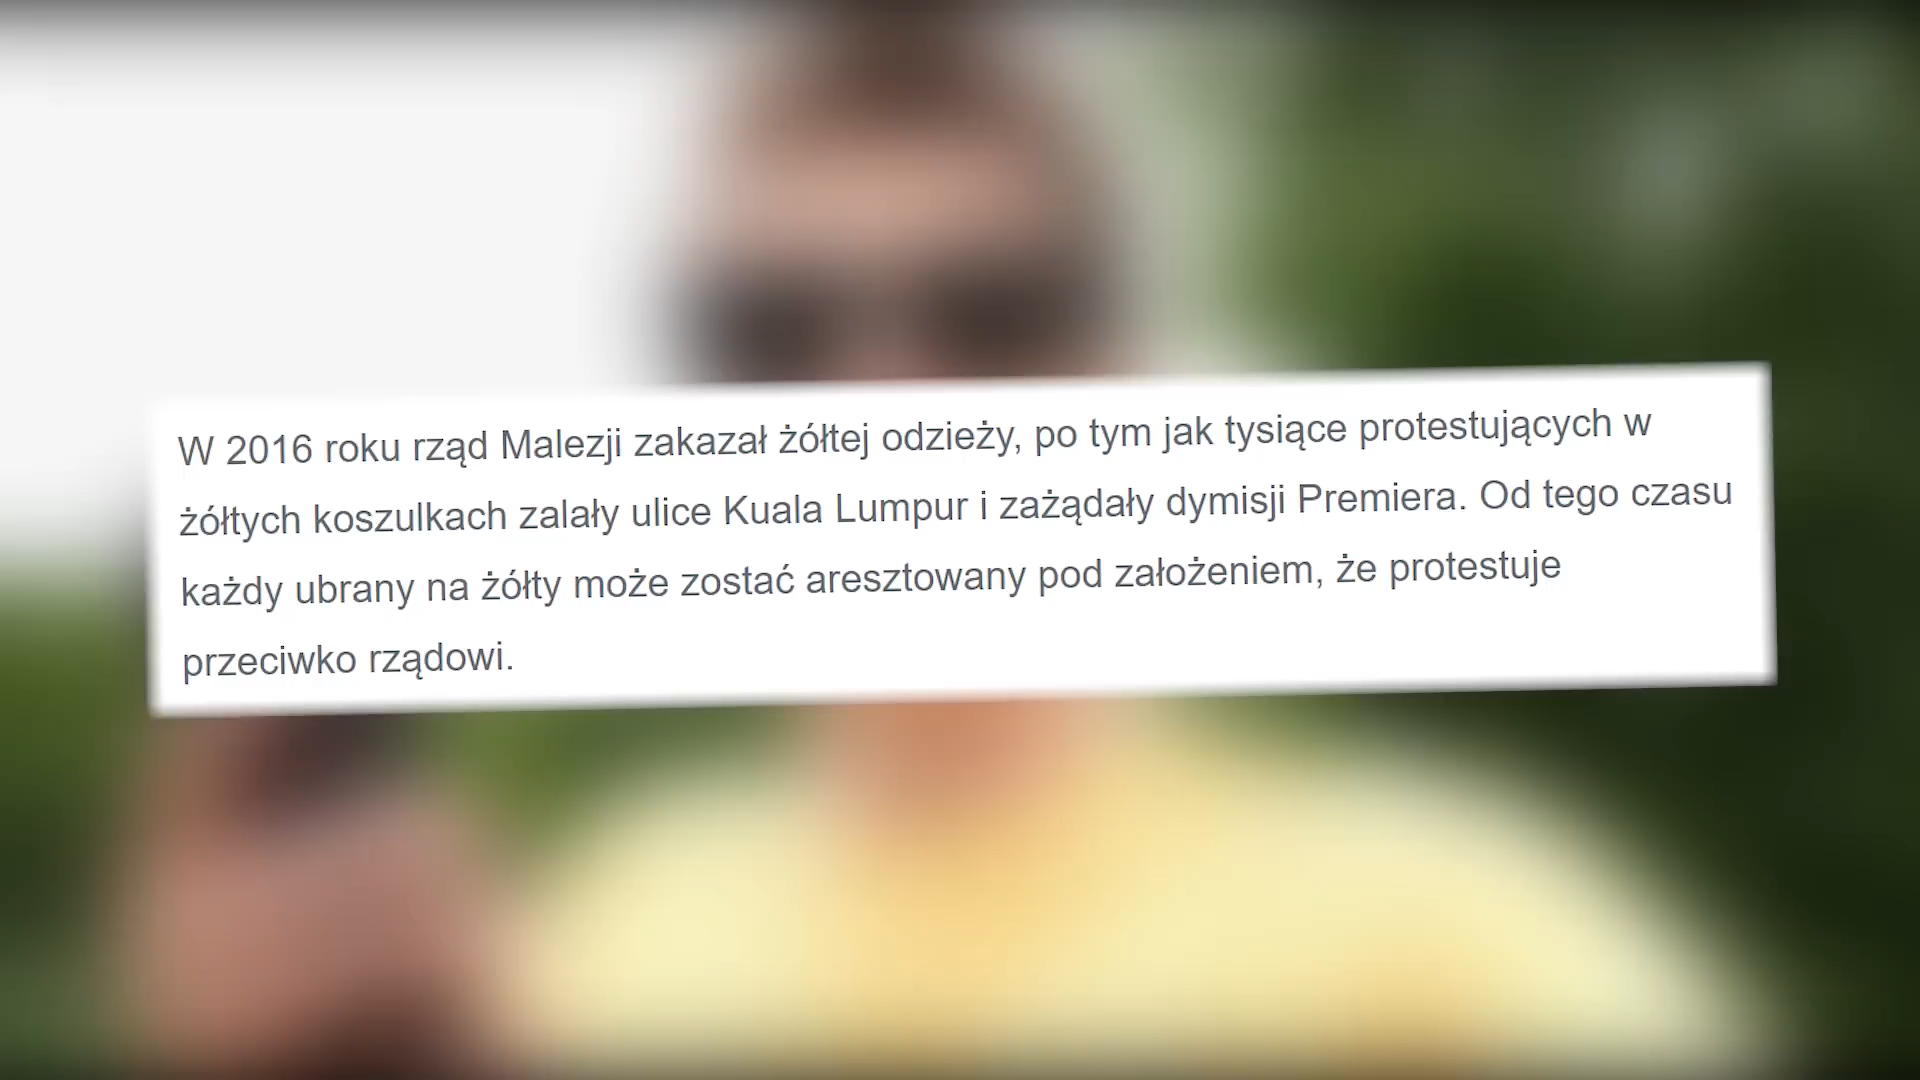 W 2016 roku rząd Malezji zakazał żółtej odzieży, po tym jak tysiące protestujących w
żółtych koszulkach zalały ulice Kuala Lumpur i zażądały dymisji Premiera. Od tego czasu
każdy ubrany na żółty może zostać aresztowany pod założeniem, że protestuje
przeciwko rządowi.